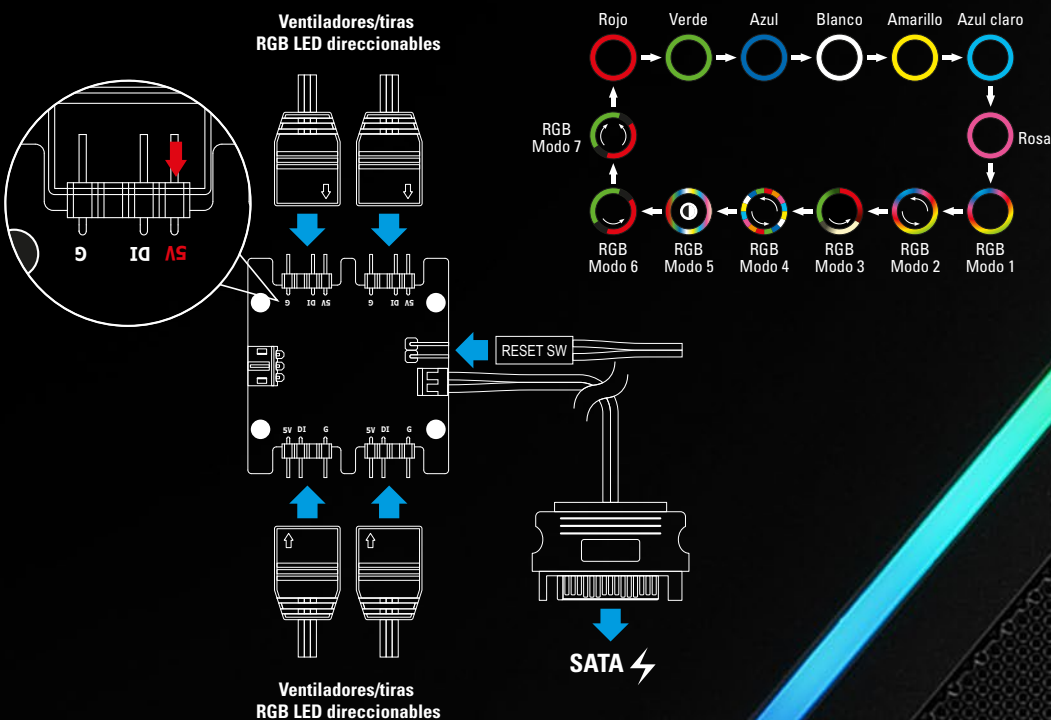 Ventiladores/tiras
RGB LED direccionables
Rojo
Verde
Azul
Blanco
Amarillo
Azul claro
Rosa
RGB
Modo 7
RGB
Modo 6
RGB
Modo 5
RGB
Modo 4
RGB
Modo 3
RGB
Modo 2
RGB
Modo 1
G DI 5V
G DI 5V
G DI 5V
RESET SW
5V DI G
5V DI G
SATA
Ventiladores/tiras
RGB LED direccionables